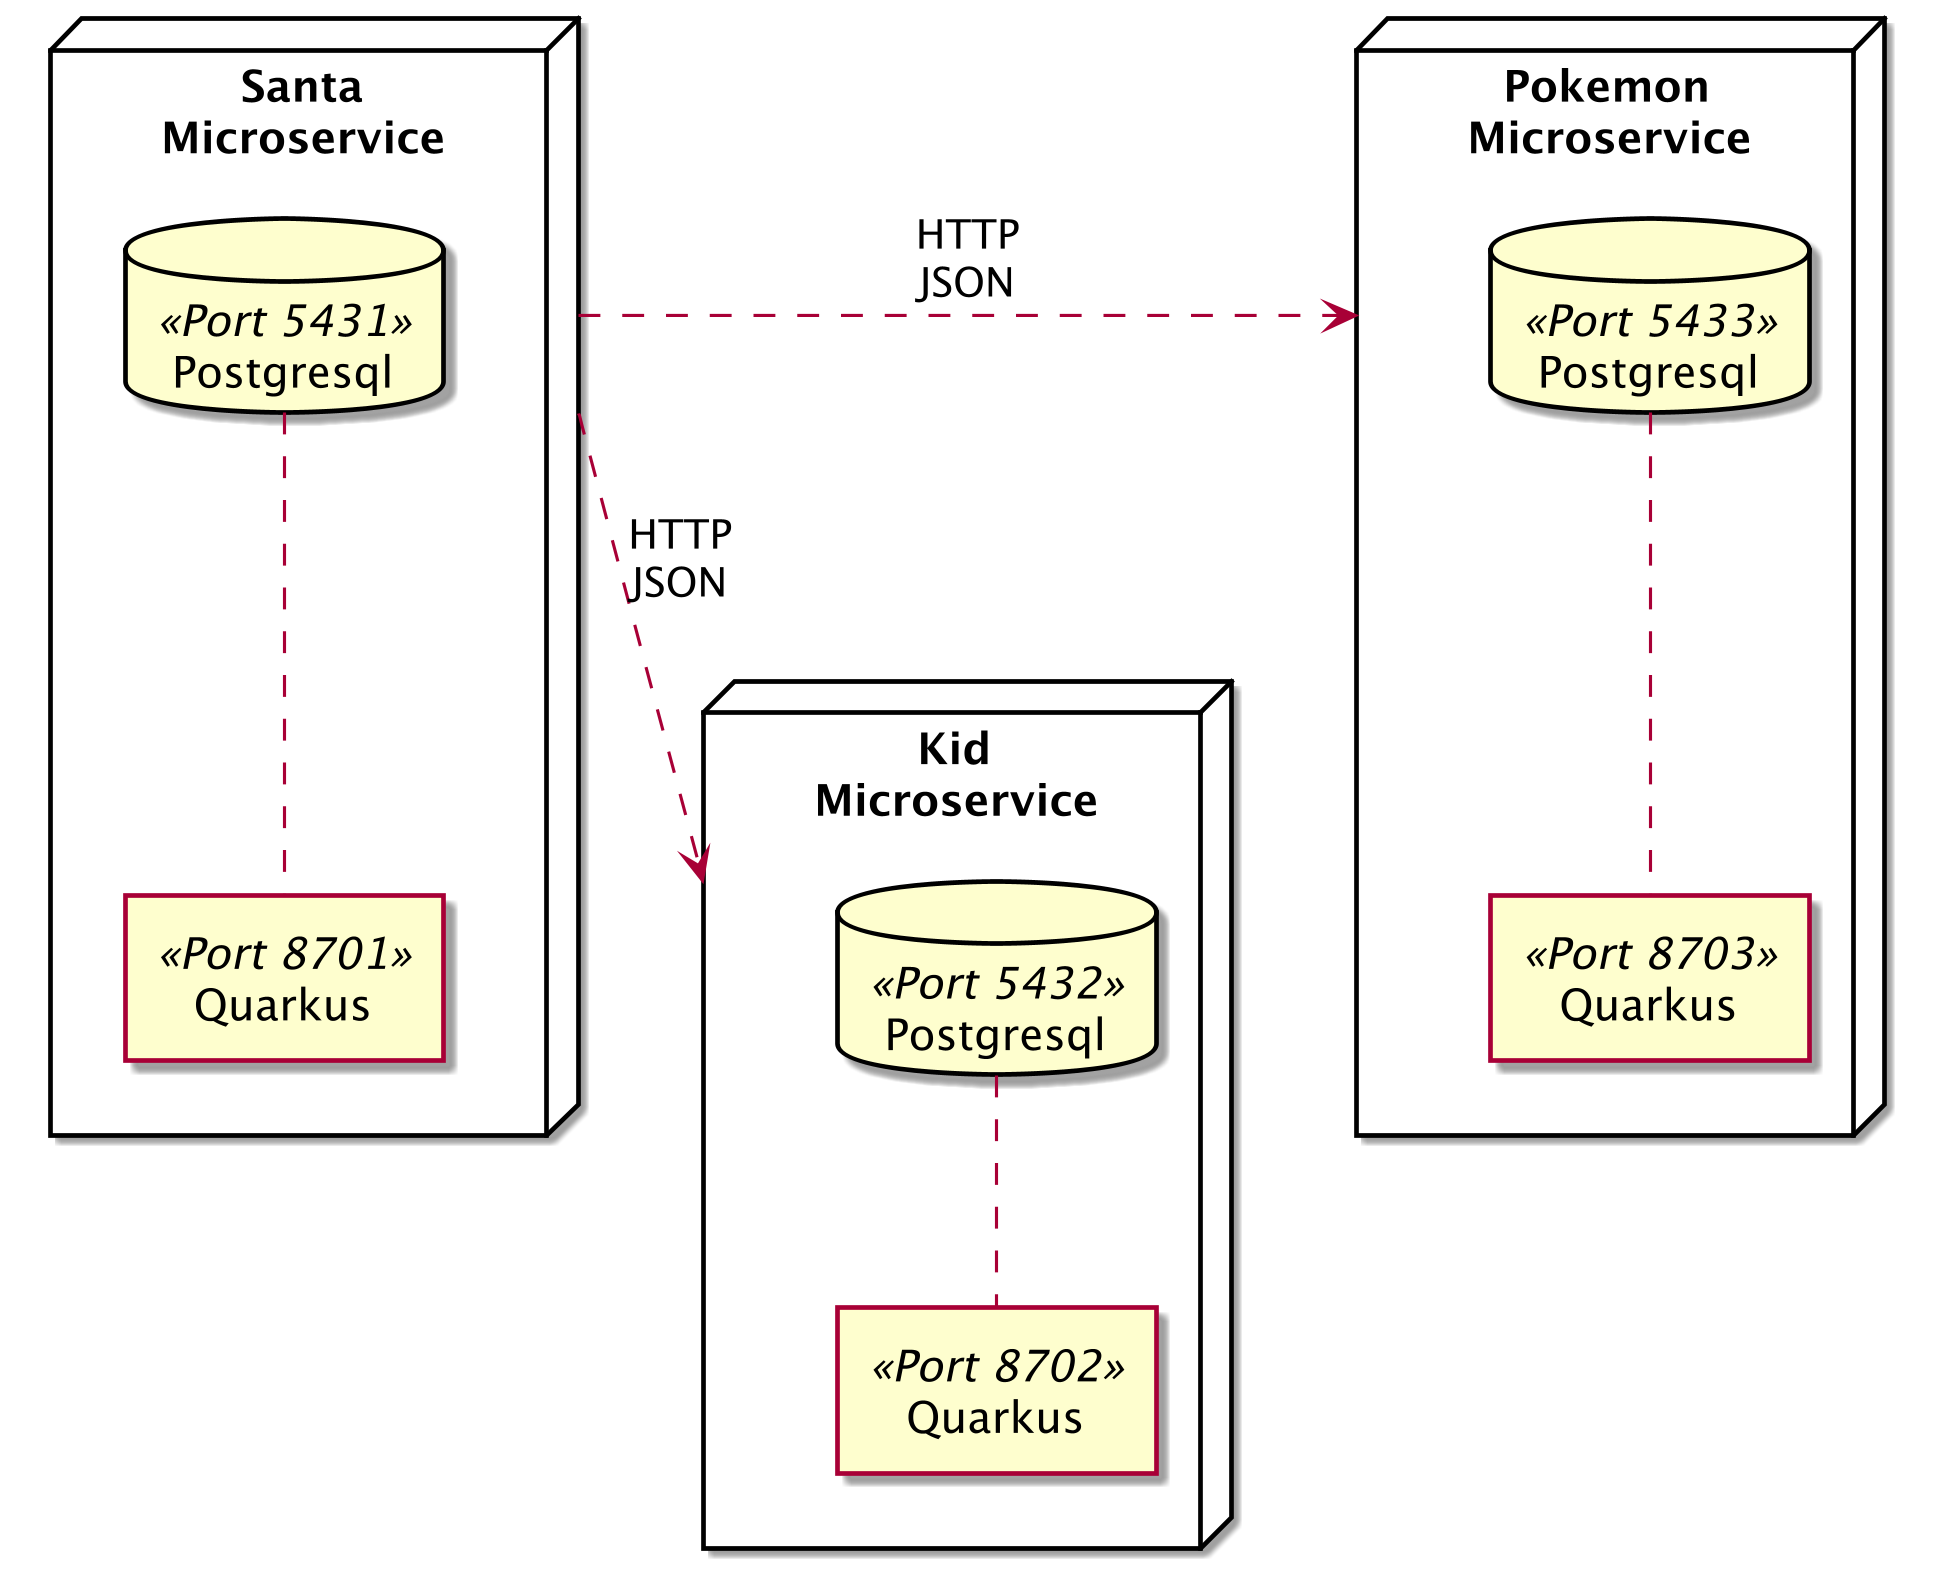 Santa
Microservice
«Port 5431»
Postgresql
«Port 8701»
Quarkus
HTTP
JSON
HTTP
JSON
Pokemon
Microservice
«Port 5433»
Postgresql
«Port 8703»
Quarkus
Kid
Microservice
«Port 5432»
Postgresql
«Port 8702»
Quarkus